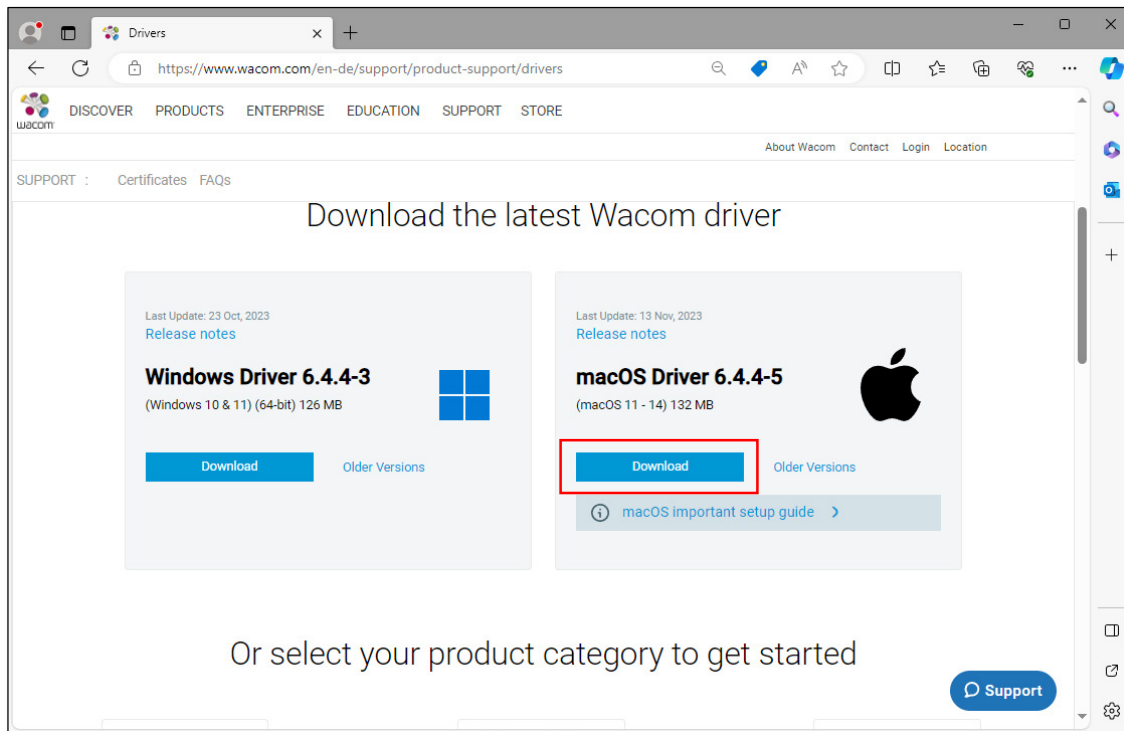 Drivers
https://www.wacom.com/en-de/support/product-support/drivers
wacom
DISCOVER PRODUCTS ENTERPRISE EDUCATION SUPPORT STORE
About Wacom Contact Login Location
SUPPORT : Certificates FAQs
Download the latest Wacom driver
Last Update: 23 Oct, 2023
Release notes
Windows Driver 6.4.4-3
(Windows 10 & 11) (64-bit) 126 MB
Download Older Versions
Last Update: 13 Nov, 2023
Release notes
macOS Driver 6.4.4-5
(macOS 11 - 14) 132 MB
Download Older Versions
macOS important setup guide
Or select your product category to get started
Support